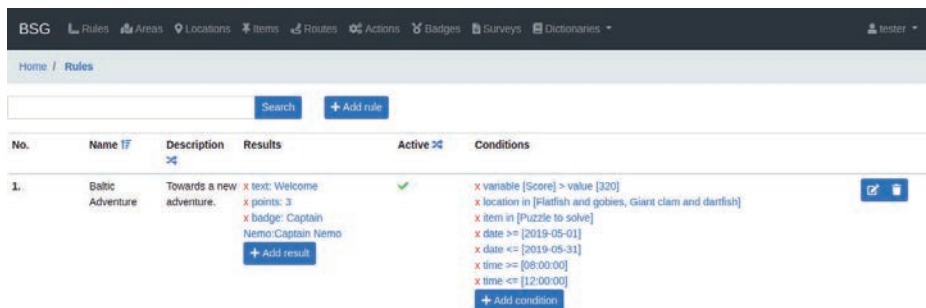 BSG Rules Areas Locations Items Routes Actions Badges Surveys Dictionaries tester
Home / Rules
Search + Add rule
No. Name Description Results Active Conditions
1. Baltic Adventure
Towards a new adventure.
x text: Welcome
x points: 3
x badge: Captain
Nemo:Captain Nemo
+ Add result
x variable [Score] > value [320]
x location in [Flatfish and gobies, Giant clam and dartfish]
x item in [Puzzle to solve]
x date >= [2019-05-01]
x date <= [2019-05-31]
x time >= [08:00:00]
x time <= [12:00:00]
+ Add condition